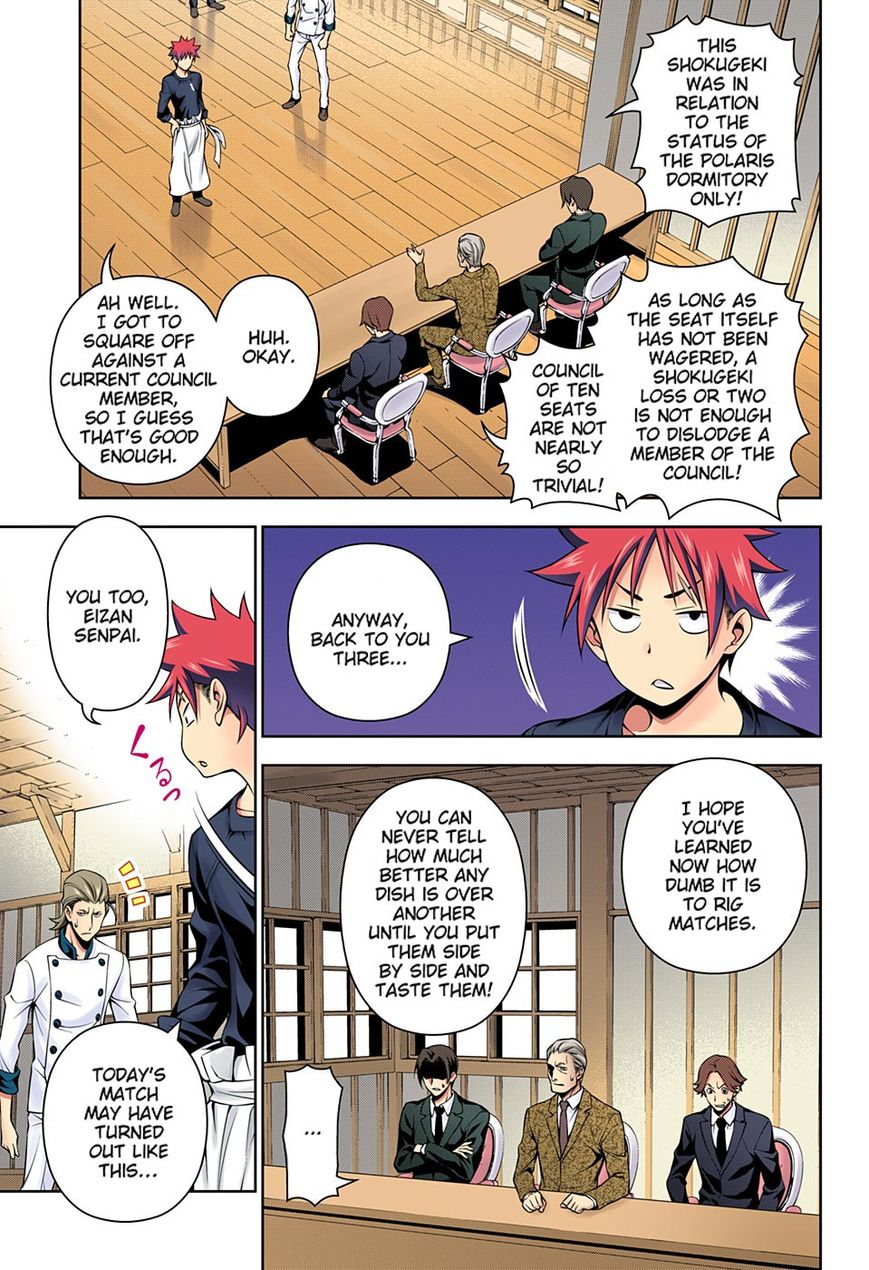 THIS
SHOKUGEKI
WAS IN
RELATION
TO THE
STATUS OF
THE POLARIS
DORMITORY
ONLY!
AS LONG AS
THE SEAT ITSELF
HAS NOT BEEN
WAGERED, A
SHOKUGEKI
LOSS OR TWO
IS NOT ENOUGH
TO DISLODGE A
MEMBER OF THE
COUNCIL!
COUNCIL
OF TEN
SEATS
ARE NOT
NEARLY
SO
TRIVIAL!
HUH.
OKAY.
AH WELL.
I GOT TO
SQUARE OFF
AGAINST A
CURRENT COUNCIL
MEMBER,
SO I GUESS
THAT'S GOOD
ENOUGH.
ANYWAY,
BACK TO YOU
THREE...
I HOPE
YOU'VE
LEARNED
NOW HOW
DUMB IT IS
TO RIG
MATCHES.
YOU CAN
NEVER TELL
HOW MUCH
BETTER ANY
DISH IS OVER
ANOTHER
UNTIL YOU PUT
THEM SIDE
BY SIDE AND
TASTE THEM!
...
YOU TOO,
EIZAN
SENPAI.
くるっ
TODAY'S
MATCH
MAY HAVE
TURNED
OUT LIKE
THIS...